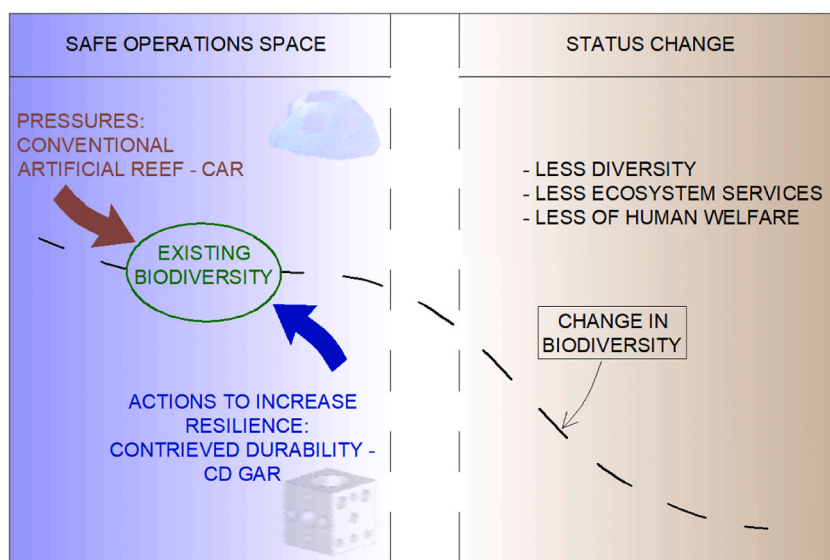 SAFE OPERATIONS SPACE
STATUS CHANGE
PRESSURES:
CONVENTIONAL
ARTIFICIAL REEF - CAR
EXISTING
BIODIVERSITY
ACTIONS TO INCREASE
RESILIENCE:
CONTRIEVED DURABILITY -
CD GAR
- LESS DIVERSITY
- LESS ECOSYSTEM SERVICES
- LESS OF HUMAN WELFARE
CHANGE IN
BIODIVERSITY